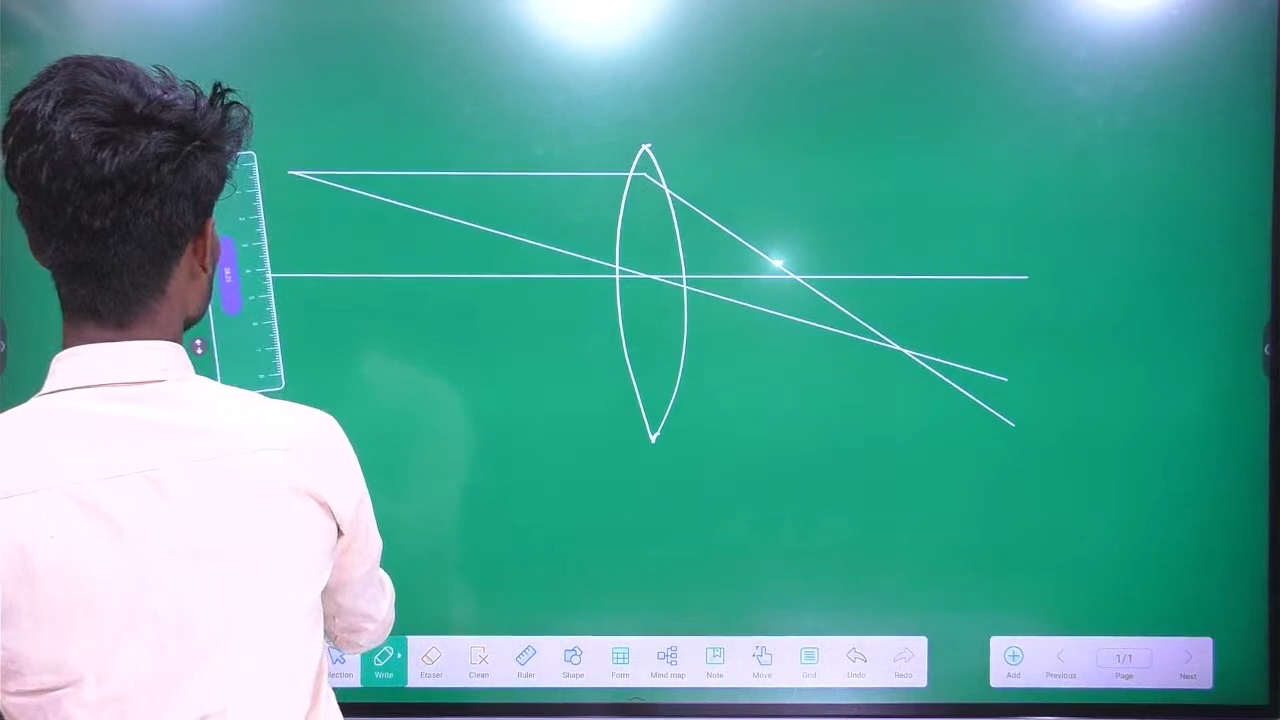 lection Write Eraser Clean Ruler Shape Form Mind map Note Move Grid Undo Redo
Add Previous 1/1 Page Next